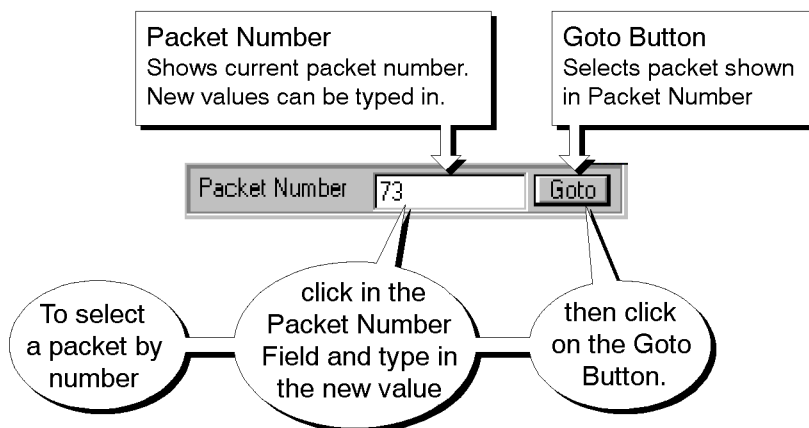 Packet Number
Shows current packet number.
New values can be typed in.
Goto Button
Selects packet shown
in Packet Number
Packet Number 73 Goto
To select
a packet by
number
click in the
Packet Number
Field and type in
the new value
then click
on the Goto
Button.